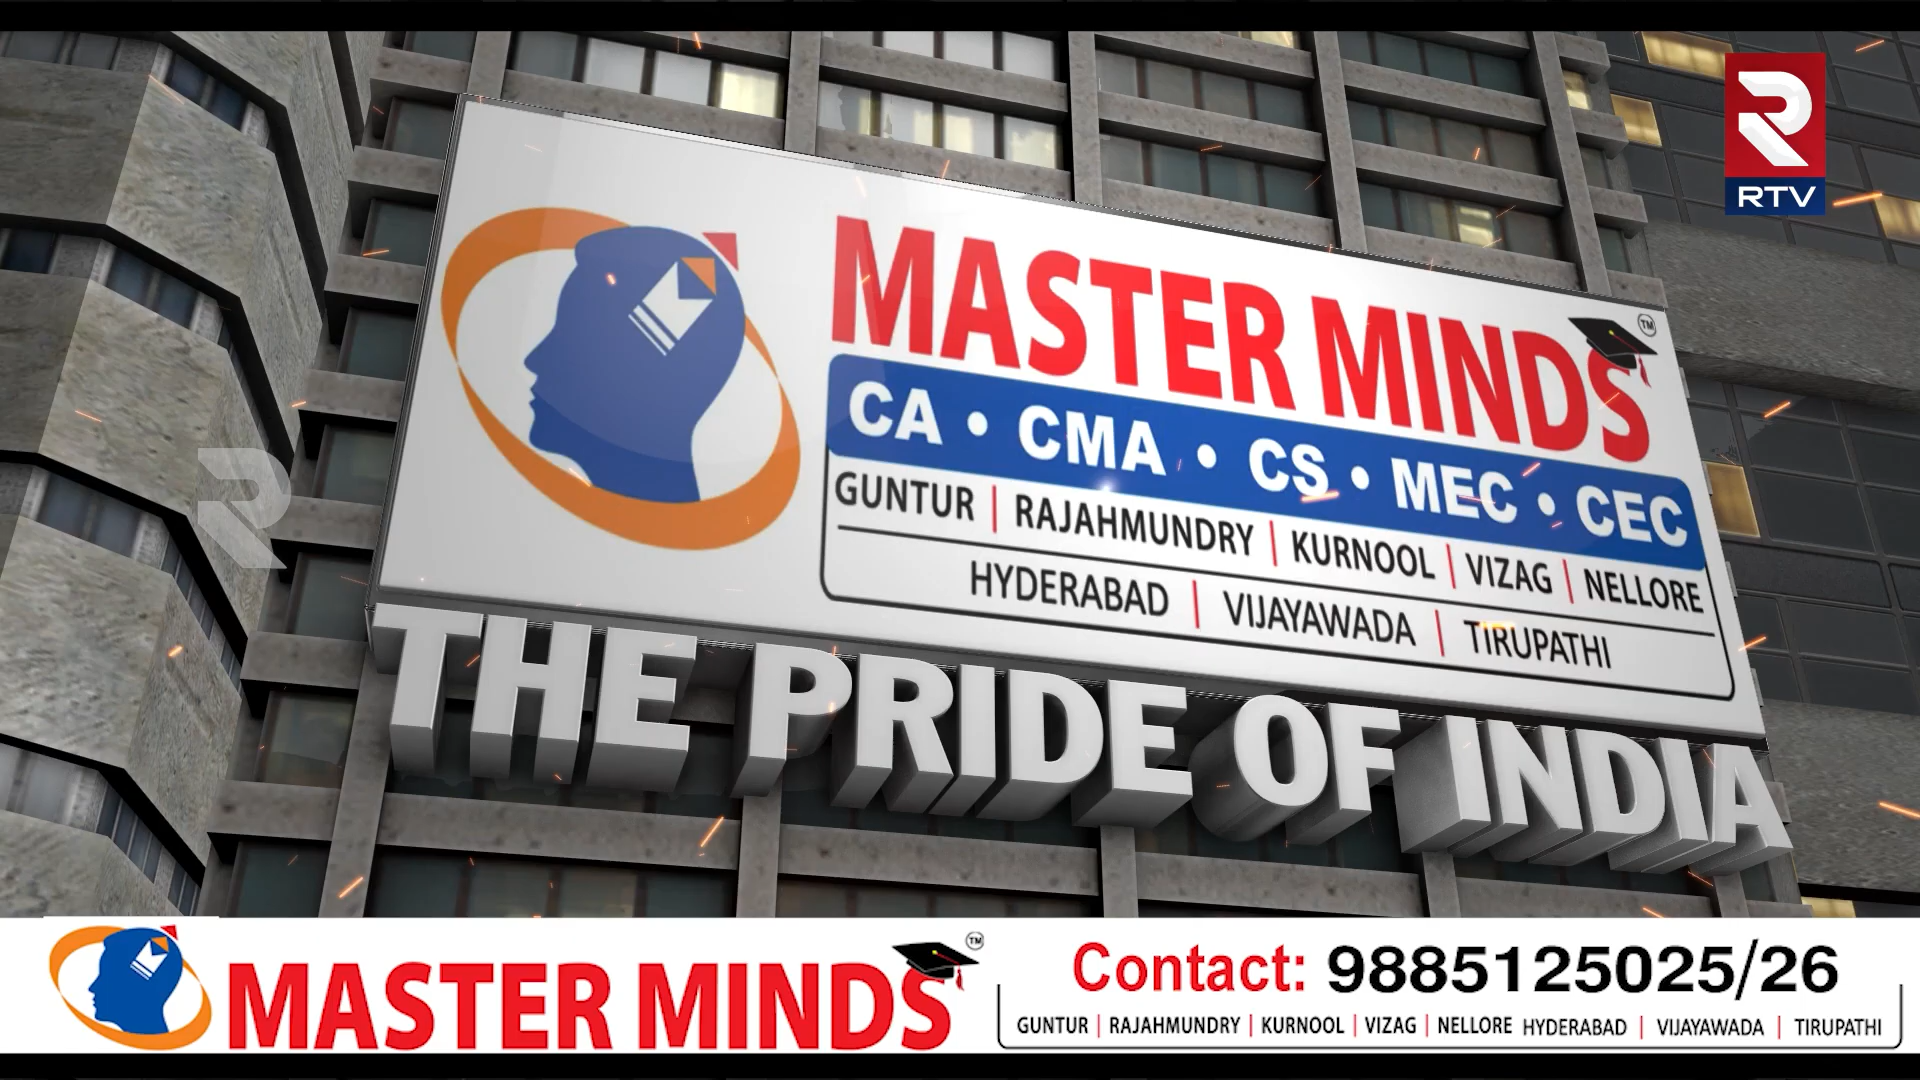 RTV
MASTER MINDS TM
CA • CMA • CS • MEC • CEC
GUNTUR | RAJAHMUNDRY | KURNOOL | VIZAG | NELLORE
HYDERABAD | VIJAYAWADA | TIRUPATHI
THE PRIDE OF INDIA
MASTER MINDS TM
Contact: 9885125025/26
GUNTUR | RAJAHMUNDRY | KURNOOL | VIZAG | NELLORE HYDERABAD | VIJAYAWADA | TIRUPATHI